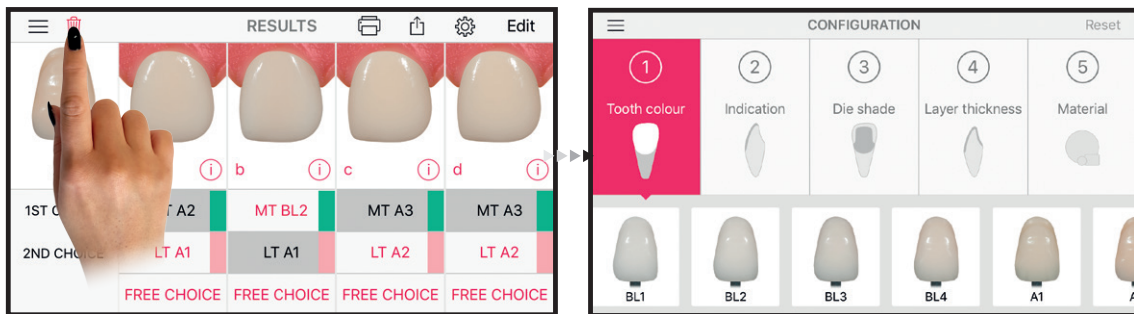 RESULTS Edit
b c d
1ST MT BL2 MT A3 MT A3
2ND LT A1 LT A1 LT A2 LT A2
FREE CHOICE FREE CHOICE FREE CHOICE FREE CHOICE
CONFIGURATION Reset
1 2 3 4 5
Tooth colour Indication Die shade Layer thickness Material
BL1 BL2 BL3 BL4 A1